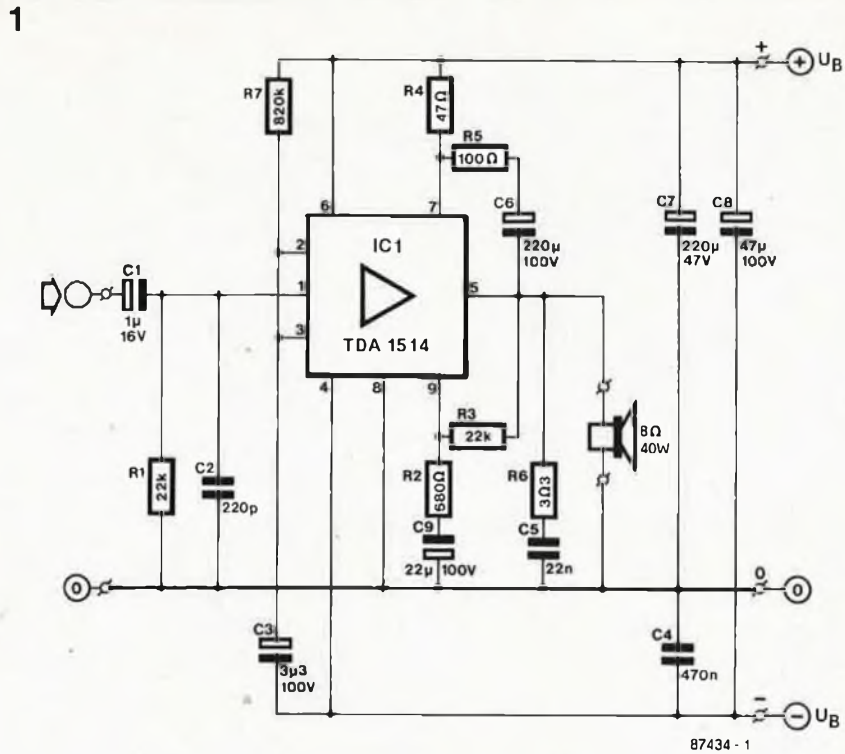 1
+
+ UB
R7
820k
R4
47Ω
R5
100Ω
C6
220µ
100V
C7
220µ
47V
C8
47µ
100V
6
7
2
IC1
1
5
3
TDA 1514
4
8
9
C1
1µ
16V
R3
22k
8Ω
40W
R1
22k
C2
220p
R2
680Ω
R6
3Ω3
C9
22µ 100V
C5
22n
0
0
0
C3
3µ3
100V
C4
470n
−
− UB
87434 - 1